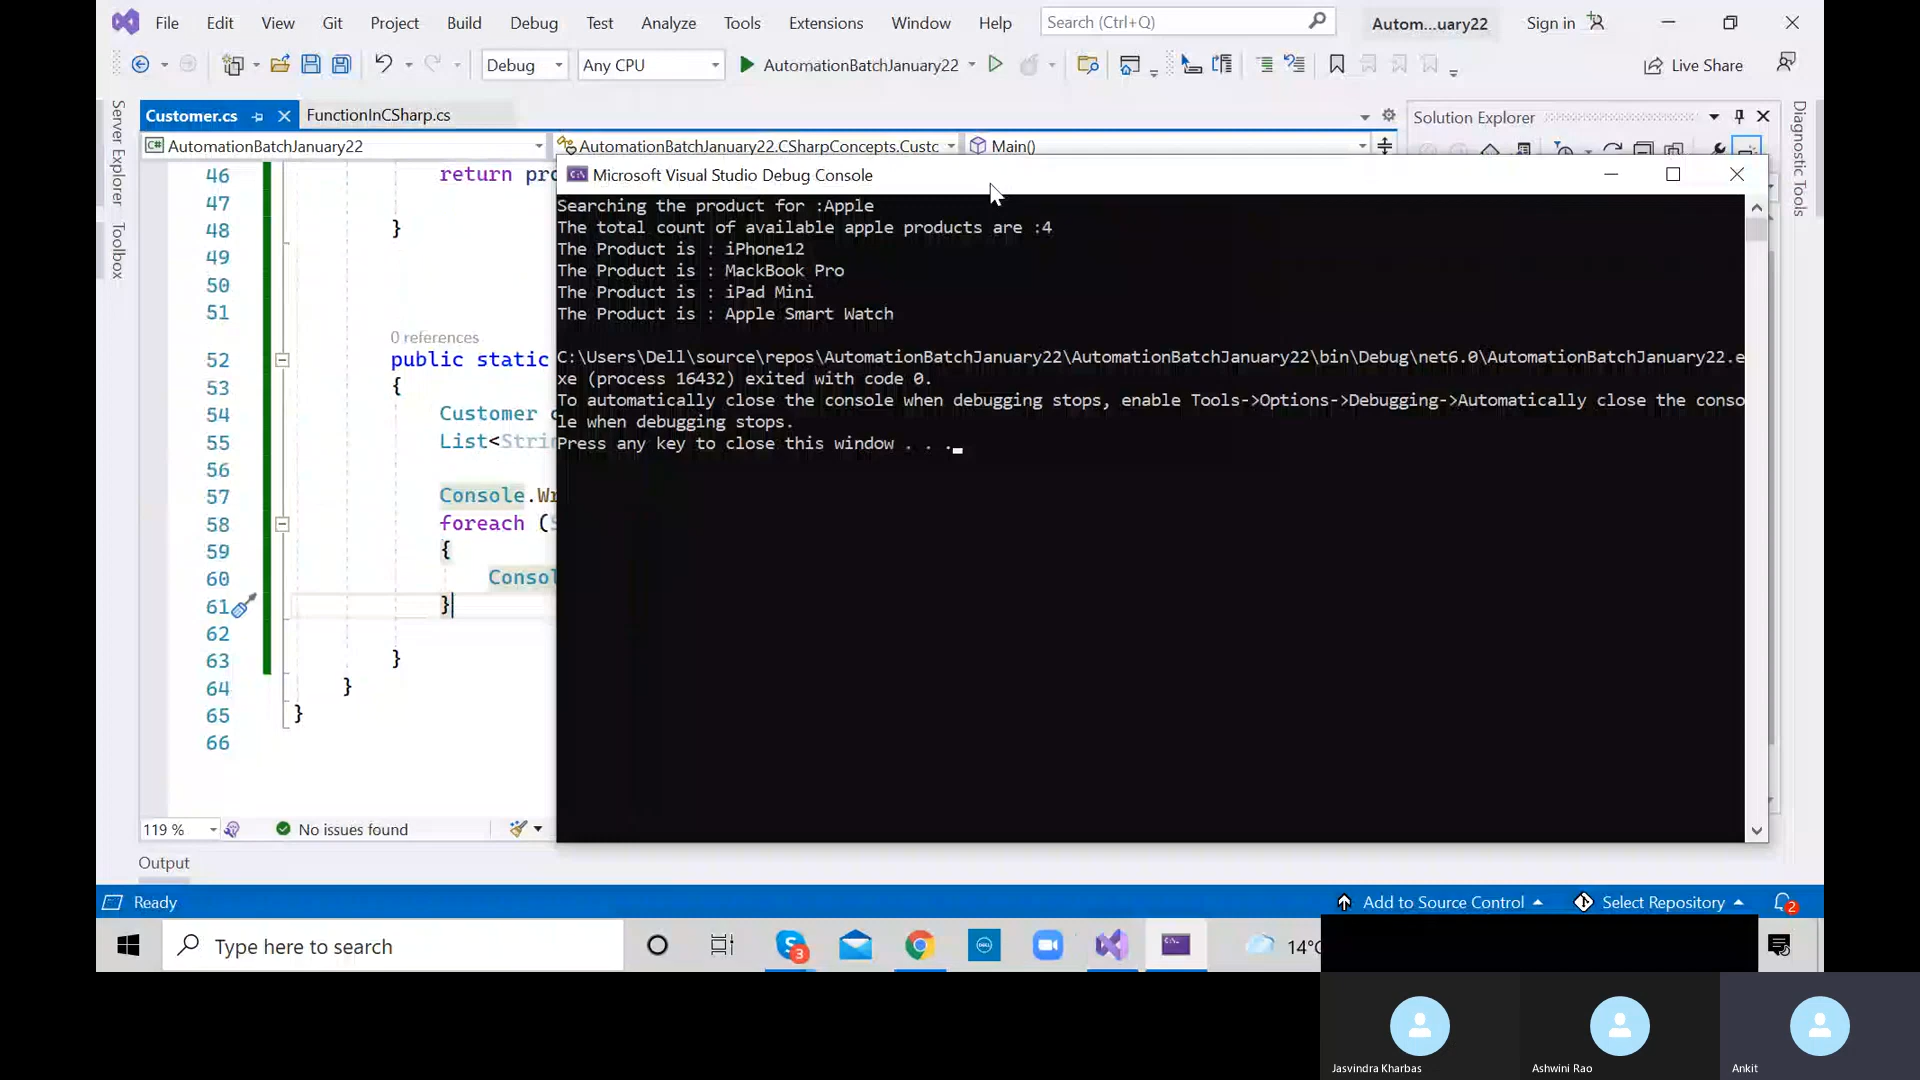 File Edit View Git Project Build Debug Test Analyze Tools Extensions Window Help Search (Ctrl+Q) Autom...uary22 Sign in
Debug Any CPU AutomationBatchJanuary22 Live Share
Customer.cs FunctionInCSharp.cs Solution Explorer
C# AutomationBatchJanuary22 AutomationBatchJanuary22.CSharpConcepts.Custc Main()
Server Explorer
Toolbox
Diagnostic Tools
46 return pro
47
48 }
49
50
51
0 references
52 public static
53 {
54 Customer
55 List<Strin
56
57 Console.Wr
58 foreach (S
59 {
60 Consol
61 }
62
63 }
64 }
65 }
66
Microsoft Visual Studio Debug Console
Searching the product for :Apple
The total count of available apple products are :4
The Product is : iPhone12
The Product is : MackBook Pro
The Product is : iPad Mini
The Product is : Apple Smart Watch
C:\Users\Dell\source\repos\AutomationBatchJanuary22\AutomationBatchJanuary22\bin\Debug\net6.0\AutomationBatchJanuary22.e
xe (process 16432) exited with code 0.
To automatically close the console when debugging stops, enable Tools->Options->Debugging->Automatically close the conso
le when debugging stops.
Press any key to close this window . . .
119 % No issues found
Output
Ready Add to Source Control Select Repository 2
Type here to search 3 DELL 14°C
Jasvindra Kharbas Ashwini Rao Ankit